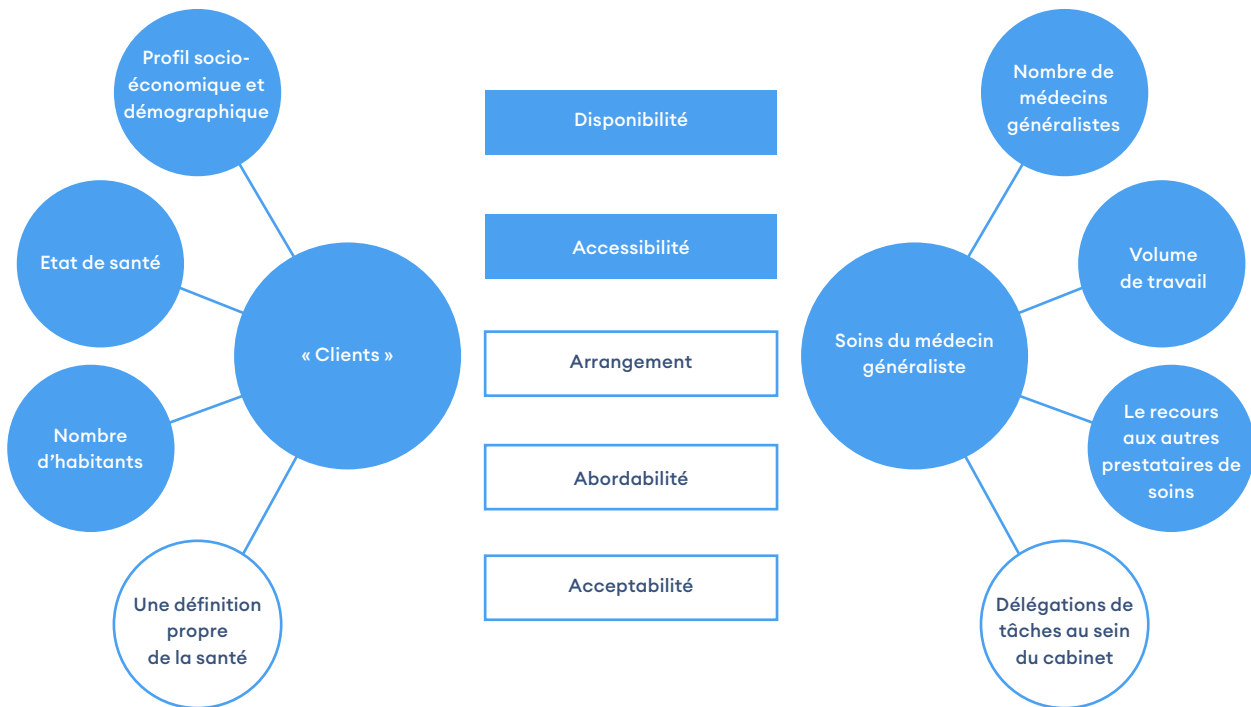 Profil socio-
économique et
démographique
Etat de santé
« Clients »
Nombre
d’habitants
Une définition
propre
de la santé
Disponibilité
Accessibilité
Arrangement
Abordabilité
Acceptabilité
Nombre de
médecins
généralistes
Volume
de travail
Soins du médecin
généraliste
Le recours
aux autres
prestataires de
soins
Délégations de
tâches au sein
du cabinet